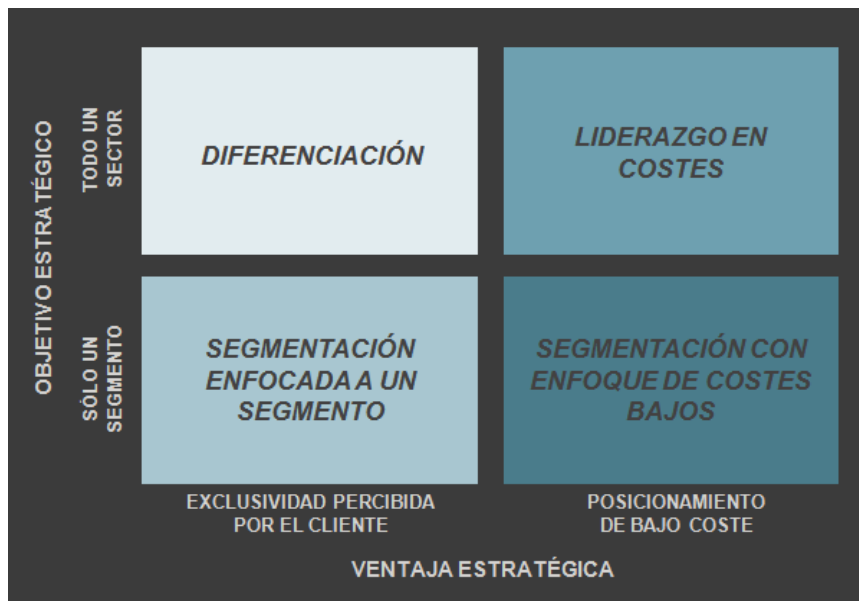 OBJETIVO ESTRATÉGICO
TODO UN
SECTOR
DIFERENCIACIÓN
LIDERAZGO EN
COSTES
SÓLO UN
SEGMENTO
SEGMENTACIÓN
ENFOCADA A UN
SEGMENTO
SEGMENTACIÓN CON
ENFOQUE DE COSTES
BAJOS
EXCLUSIVIDAD PERCIBIDA
POR EL CLIENTE
POSICIONAMIENTO
DE BAJO COSTE
VENTAJA ESTRATÉGICA